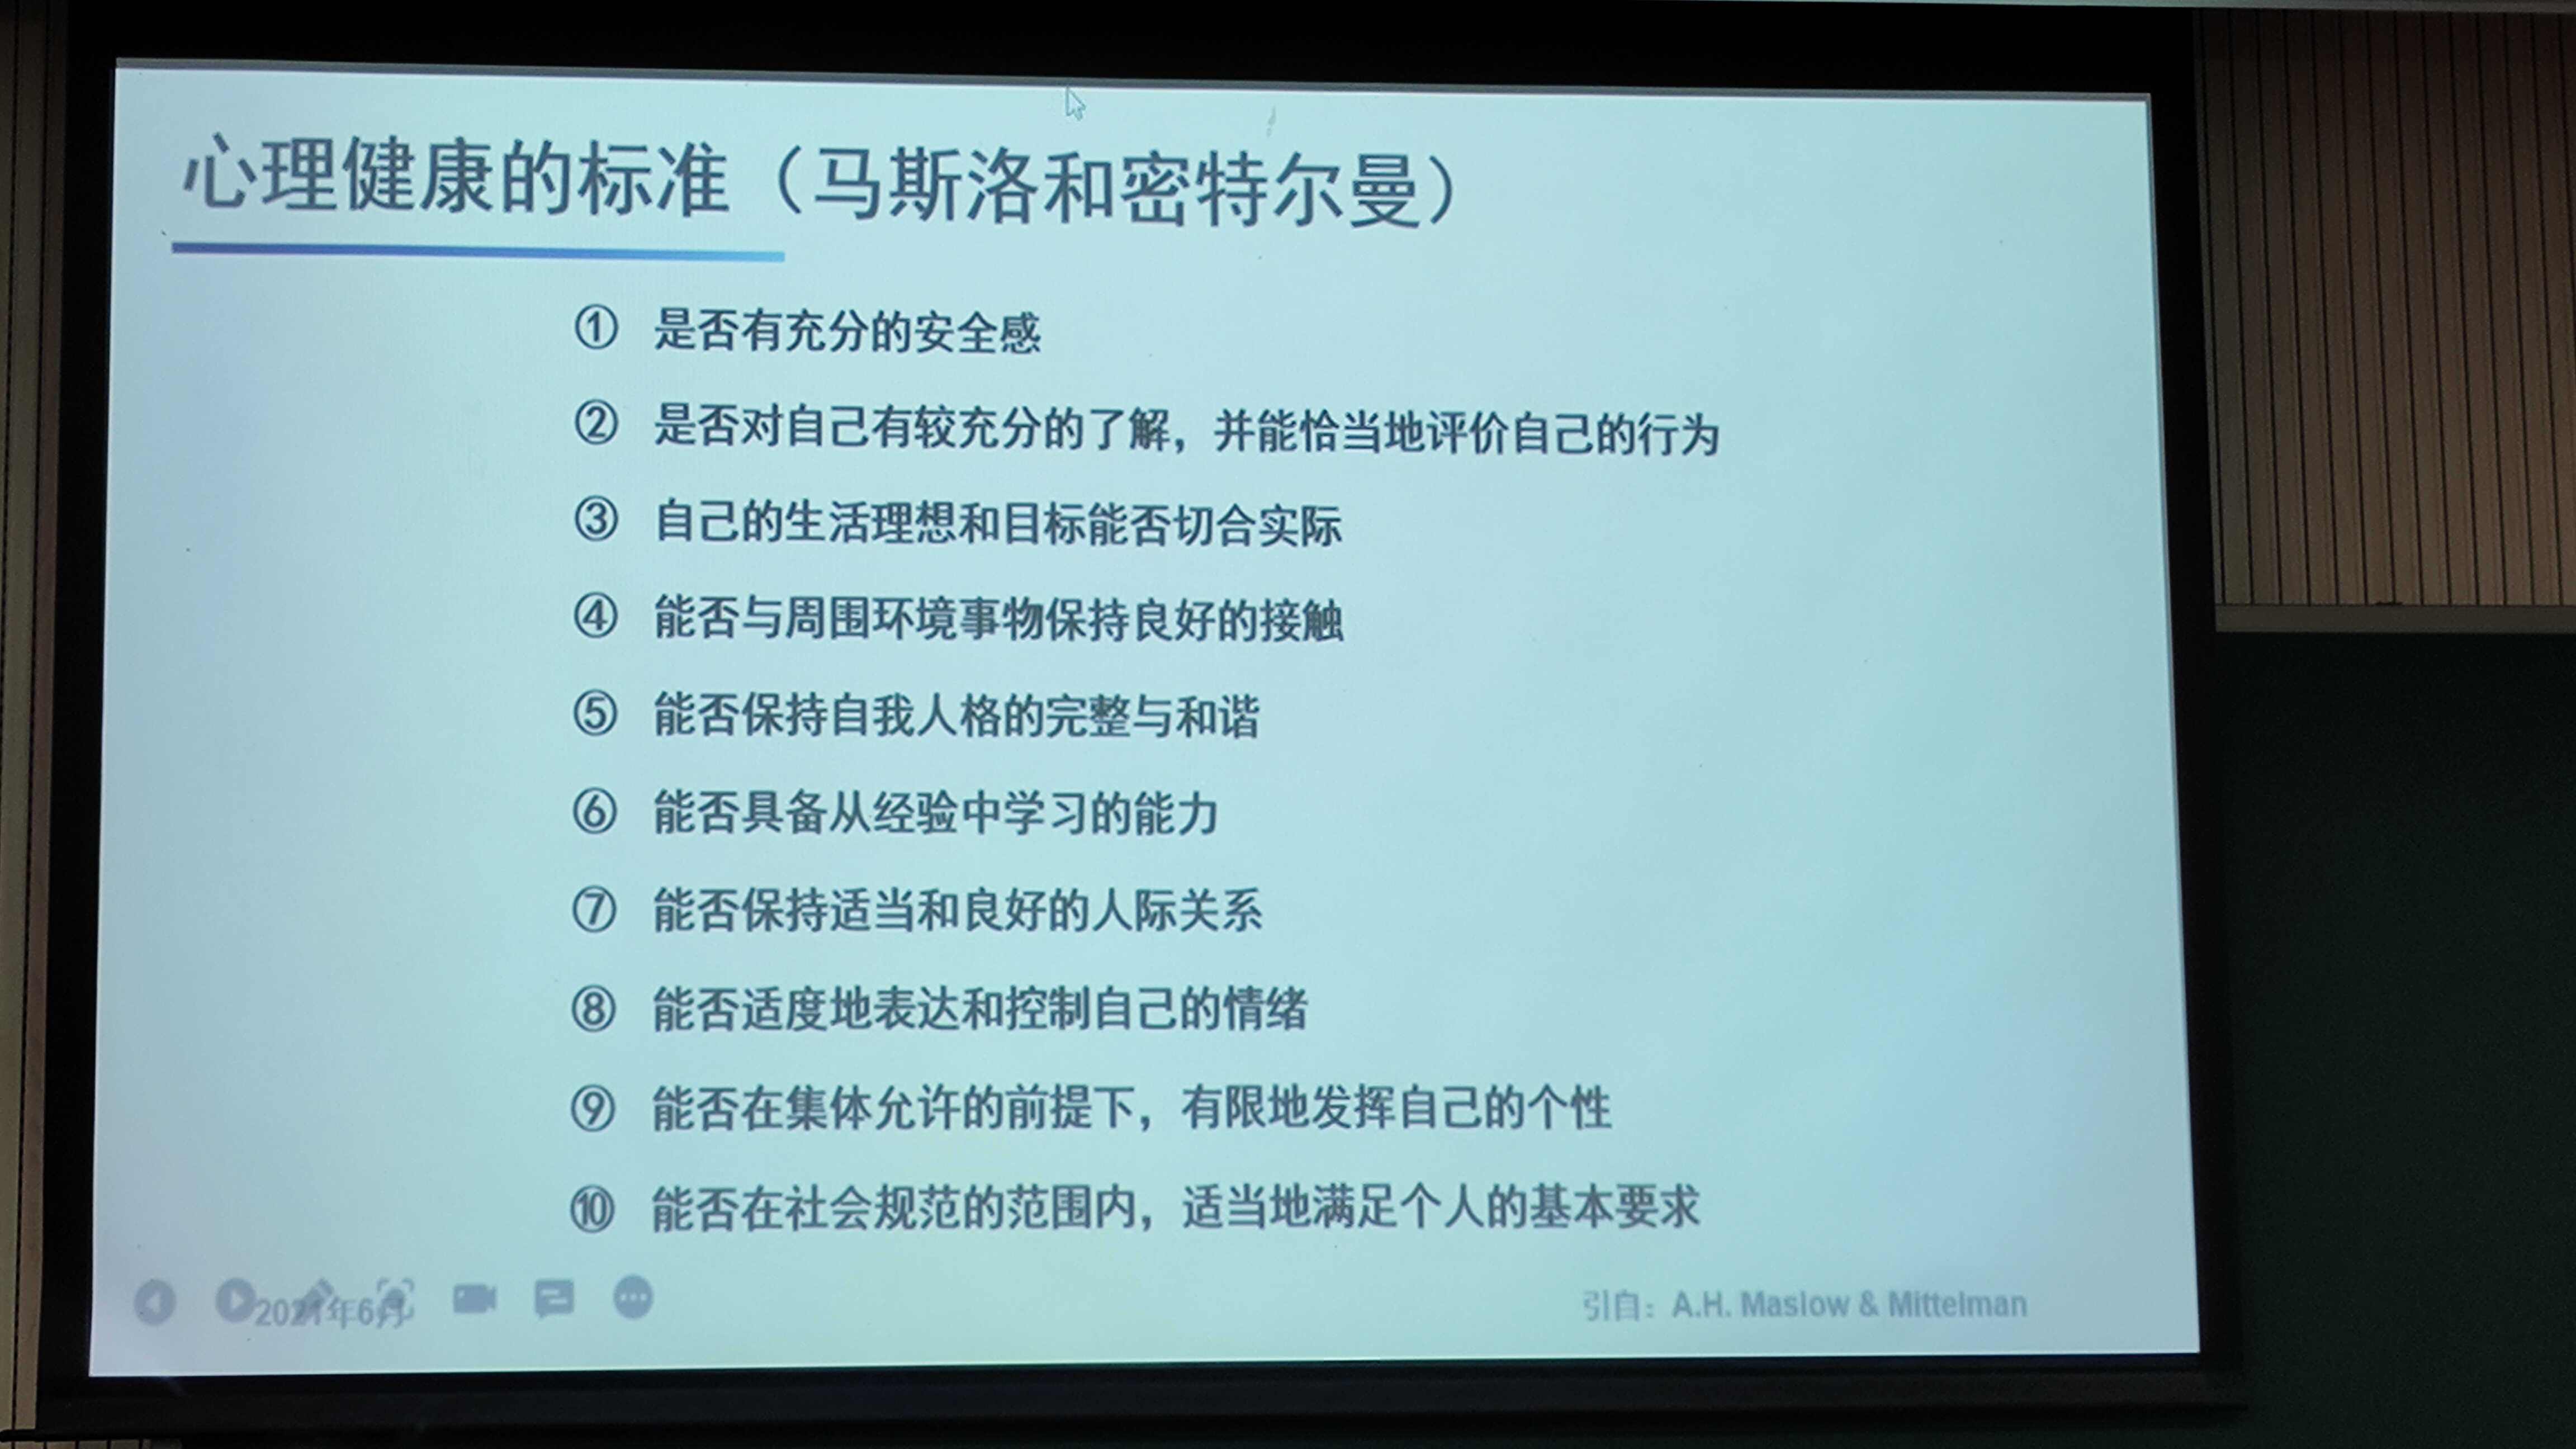 心理健康的标准（马斯洛和密特尔曼）
① 是否有充分的安全感
② 是否对自己有较充分的了解，并能恰当地评价自己的行为
③ 自己的生活理想和目标能否切合实际
④ 能否与周围环境事物保持良好的接触
⑤ 能否保持自我人格的完整与和谐
⑥ 能否具备从经验中学习的能力
⑦ 能否保持适当和良好的人际关系
⑧ 能否适度地表达和控制自己的情绪
⑨ 能否在集体允许的前提下，有限地发挥自己的个性
⑩ 能否在社会规范的范围内，适当地满足个人的基本要求
2021年6月
引自：A.H. Maslow & Mittelman